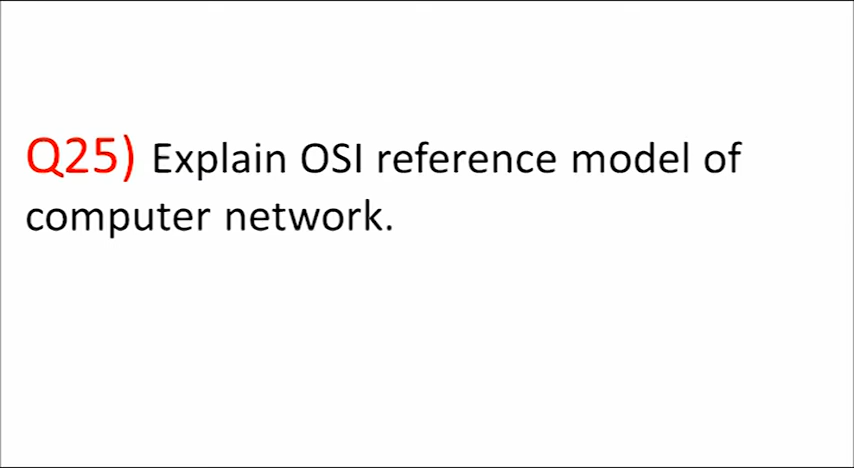 Q25) Explain OSI reference model of
computer network.